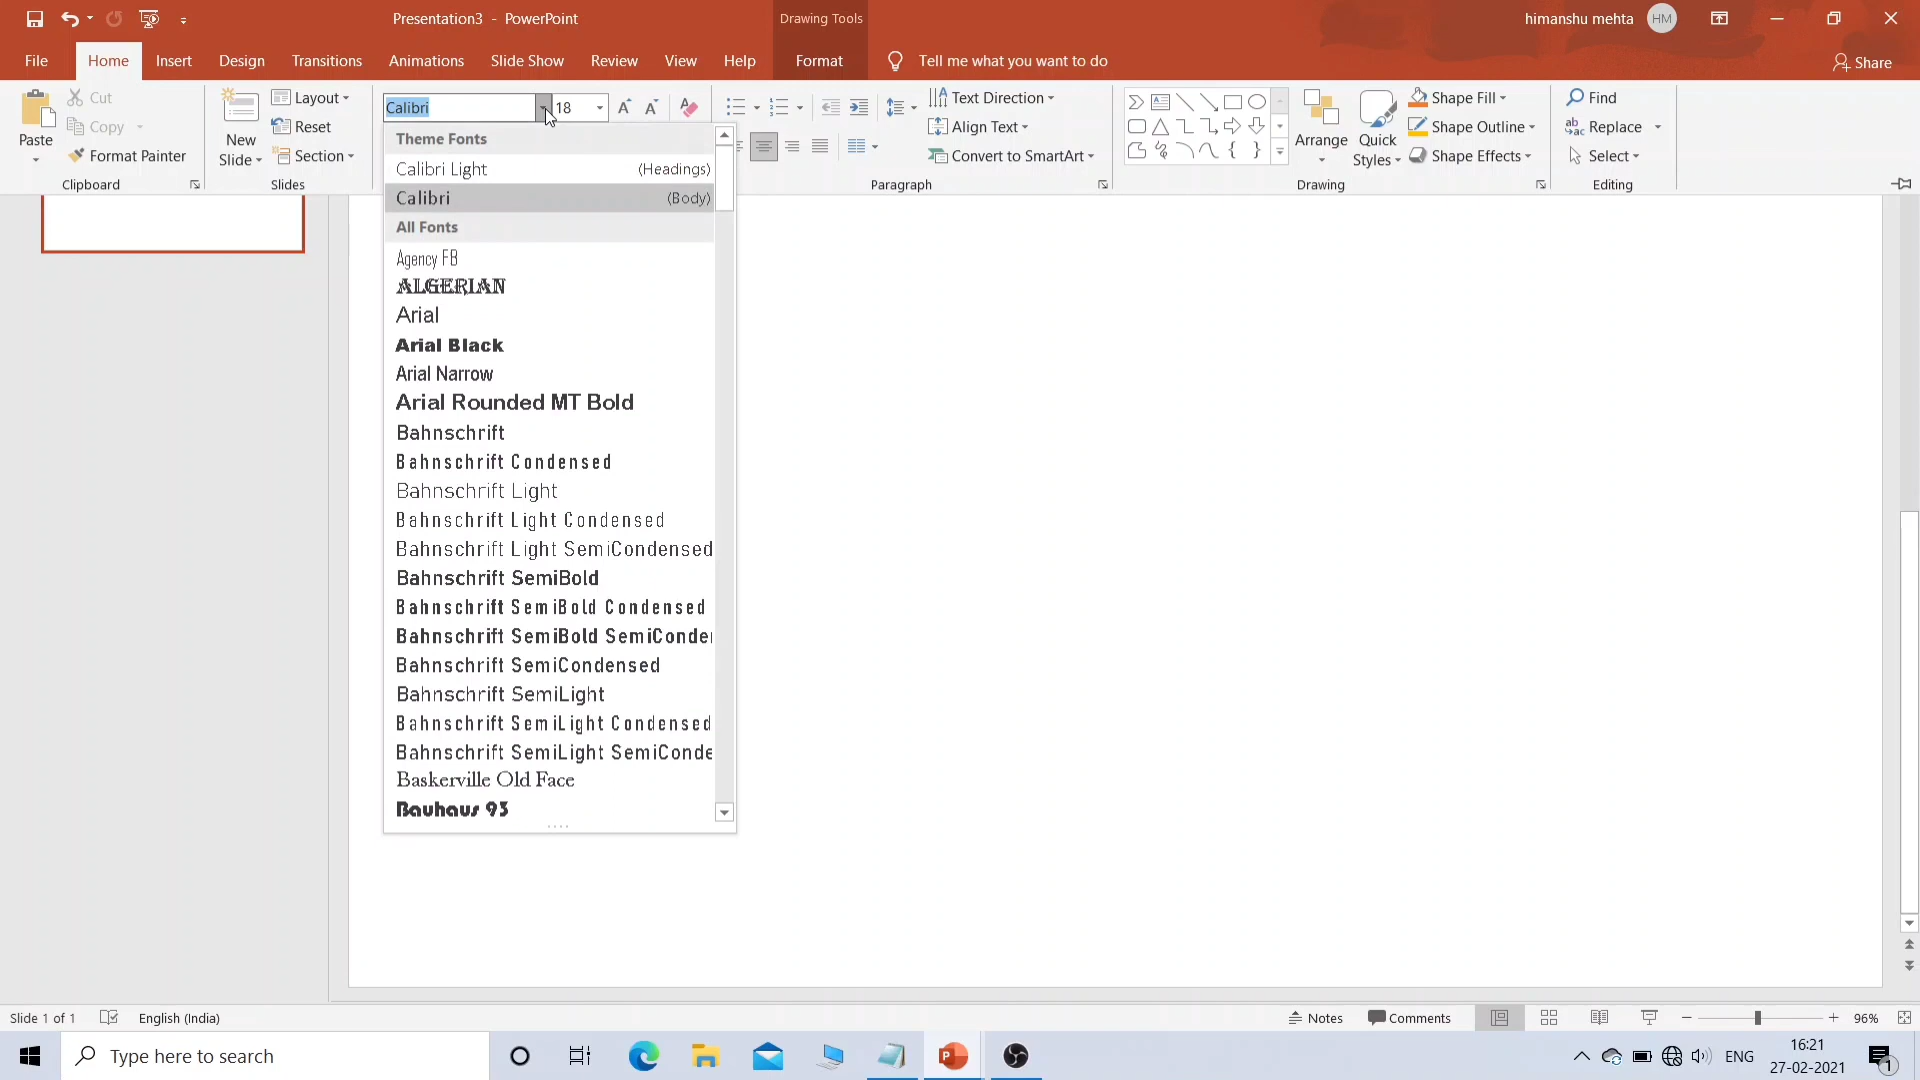 Presentation3 - PowerPoint
Drawing Tools
himanshu mehta
HM
File
Home
Insert
Design
Transitions
Animations
Slide Show
Review
View
Help
Format
Tell me what you want to do
Share
Paste
Cut
Copy
Format Painter
Clipboard
New
Slide
Layout
Reset
Section
Slides
Calibri
18
Text Direction
Align Text
Convert to SmartArt
Paragraph
Arrange
Quick
Styles
Shape Fill
Shape Outline
Shape Effects
Drawing
Find
Replace
Select
Editing
Theme Fonts
Calibri Light (Headings)
Calibri (Body)
All Fonts
Agency FB
ALGERIAN
Arial
Arial Black
Arial Narrow
Arial Rounded MT Bold
Bahnschrift
Bahnschrift Condensed
Bahnschrift Light
Bahnschrift Light Condensed
Bahnschrift Light SemiCondensed
Bahnschrift SemiBold
Bahnschrift SemiBold Condensed
Bahnschrift SemiBold SemiConde
Bahnschrift SemiCondensed
Bahnschrift SemiLight
Bahnschrift SemiLight Condensed
Bahnschrift SemiLight SemiConde
Baskerville Old Face
Bauhaus 93
Slide 1 of 1
English (India)
Notes
Comments
96%
Type here to search
ENG
16:21
27-02-2021
1